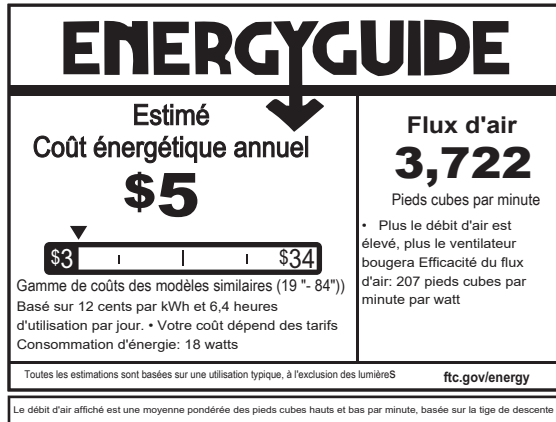 ENERGYGUIDE
Estimé
Coût énergétique annuel
$5
$3
$34
Gamme de coûts des modèles similaires (19 "- 84"))
Basé sur 12 cents par kWh et 6,4 heures
d'utilisation par jour. • Votre coût dépend des tarifs
Consommation d'énergie: 18 watts
Flux d'air
3,722
Pieds cubes par minute
• Plus le débit d'air est
élevé, plus le ventilateur
bougera Efficacité du flux
d'air: 207 pieds cubes par
minute par watt
Toutes les estimations sont basées sur une utilisation typique, à l'exclusion des lumièreS
ftc.gov/energy
Le débit d'air affiché est une moyenne pondérée des pieds cubes hauts et bas par minute, basée sur la tige de descente